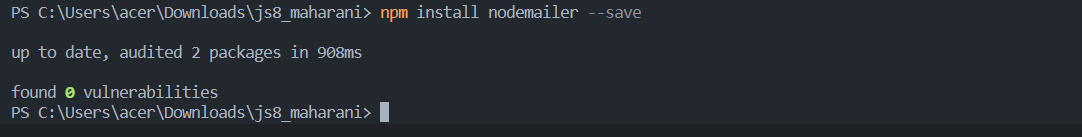 PS C:\Users\acer\Downloads\js8_maharani> npm install nodemailer --save
up to date, audited 2 packages in 908ms
found 0 vulnerabilities
PS C:\Users\acer\Downloads\js8_maharani>